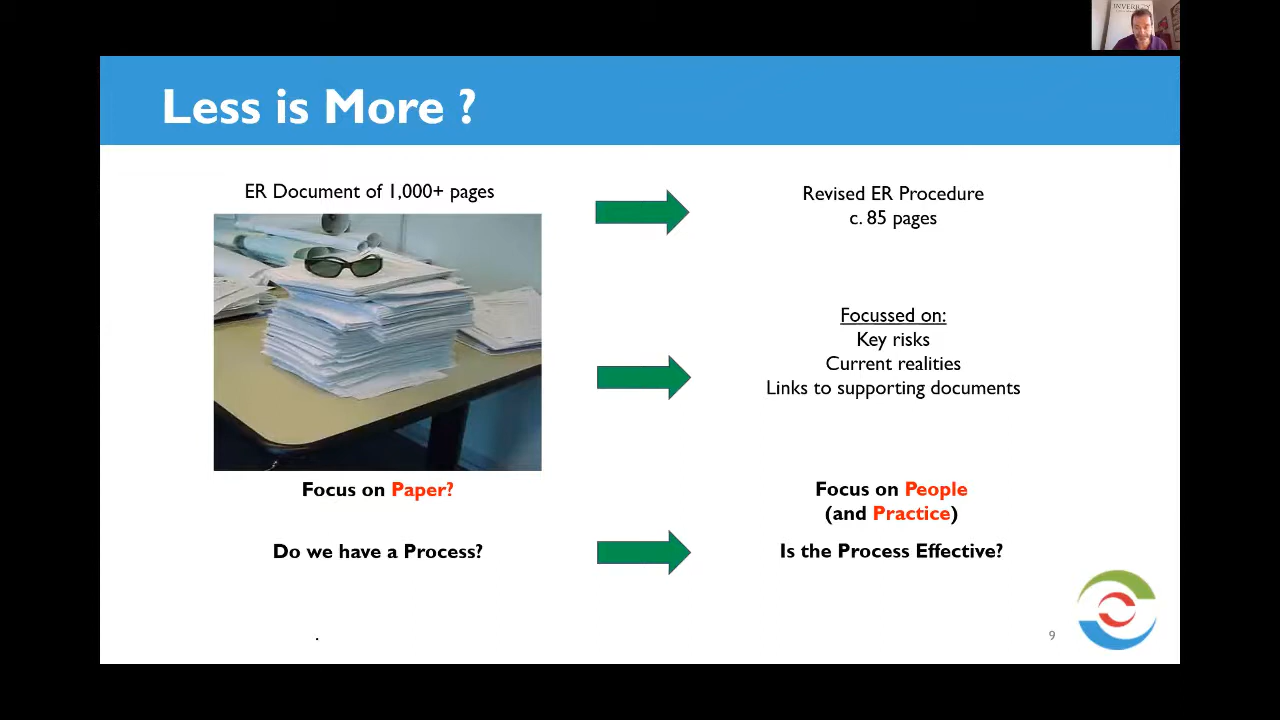 Less is More ?
ER Document of 1,000+ pages
Revised ER Procedure
c. 85 pages
Focussed on:
Key risks
Current realities
Links to supporting documents
Focus on Paper?
Focus on People
(and Practice)
Do we have a Process?
Is the Process Effective?
.
9